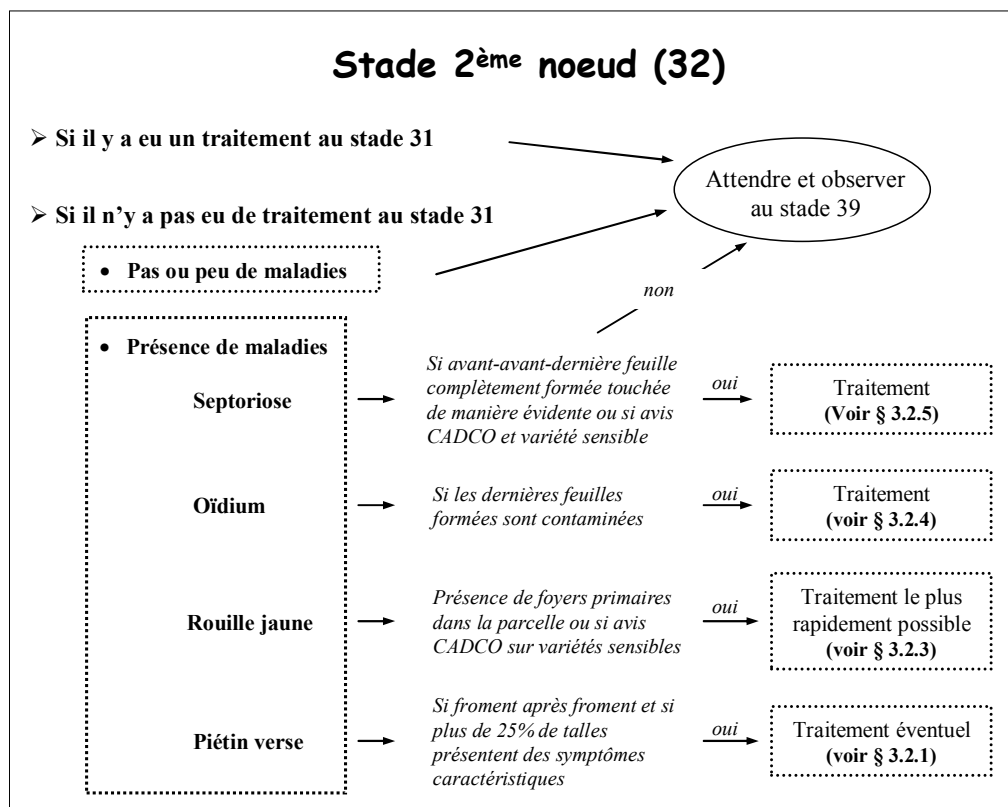 Stade 2ème noeud (32)
➢ Si il y a eu un traitement au stade 31
Attendre et observer
au stade 39
➢ Si il n'y a pas eu de traitement au stade 31
• Pas ou peu de maladies
non
• Présence de maladies
Septoriose
Si avant-avant-dernière feuille
complètement formée touchée
de manière évidente ou si avis
CADCO et variété sensible
oui
Traitement
(Voir § 3.2.5)
Oïdium
Si les dernières feuilles
formées sont contaminées
oui
Traitement
(voir § 3.2.4)
Rouille jaune
Présence de foyers primaires
dans la parcelle ou si avis
CADCO sur variétés sensibles
oui
Traitement le plus
rapidement possible
(voir § 3.2.3)
Piétin verse
Si froment après froment et si
plus de 25% de talles
présentent des symptômes
caractéristiques
oui
Traitement éventuel
(voir § 3.2.1)